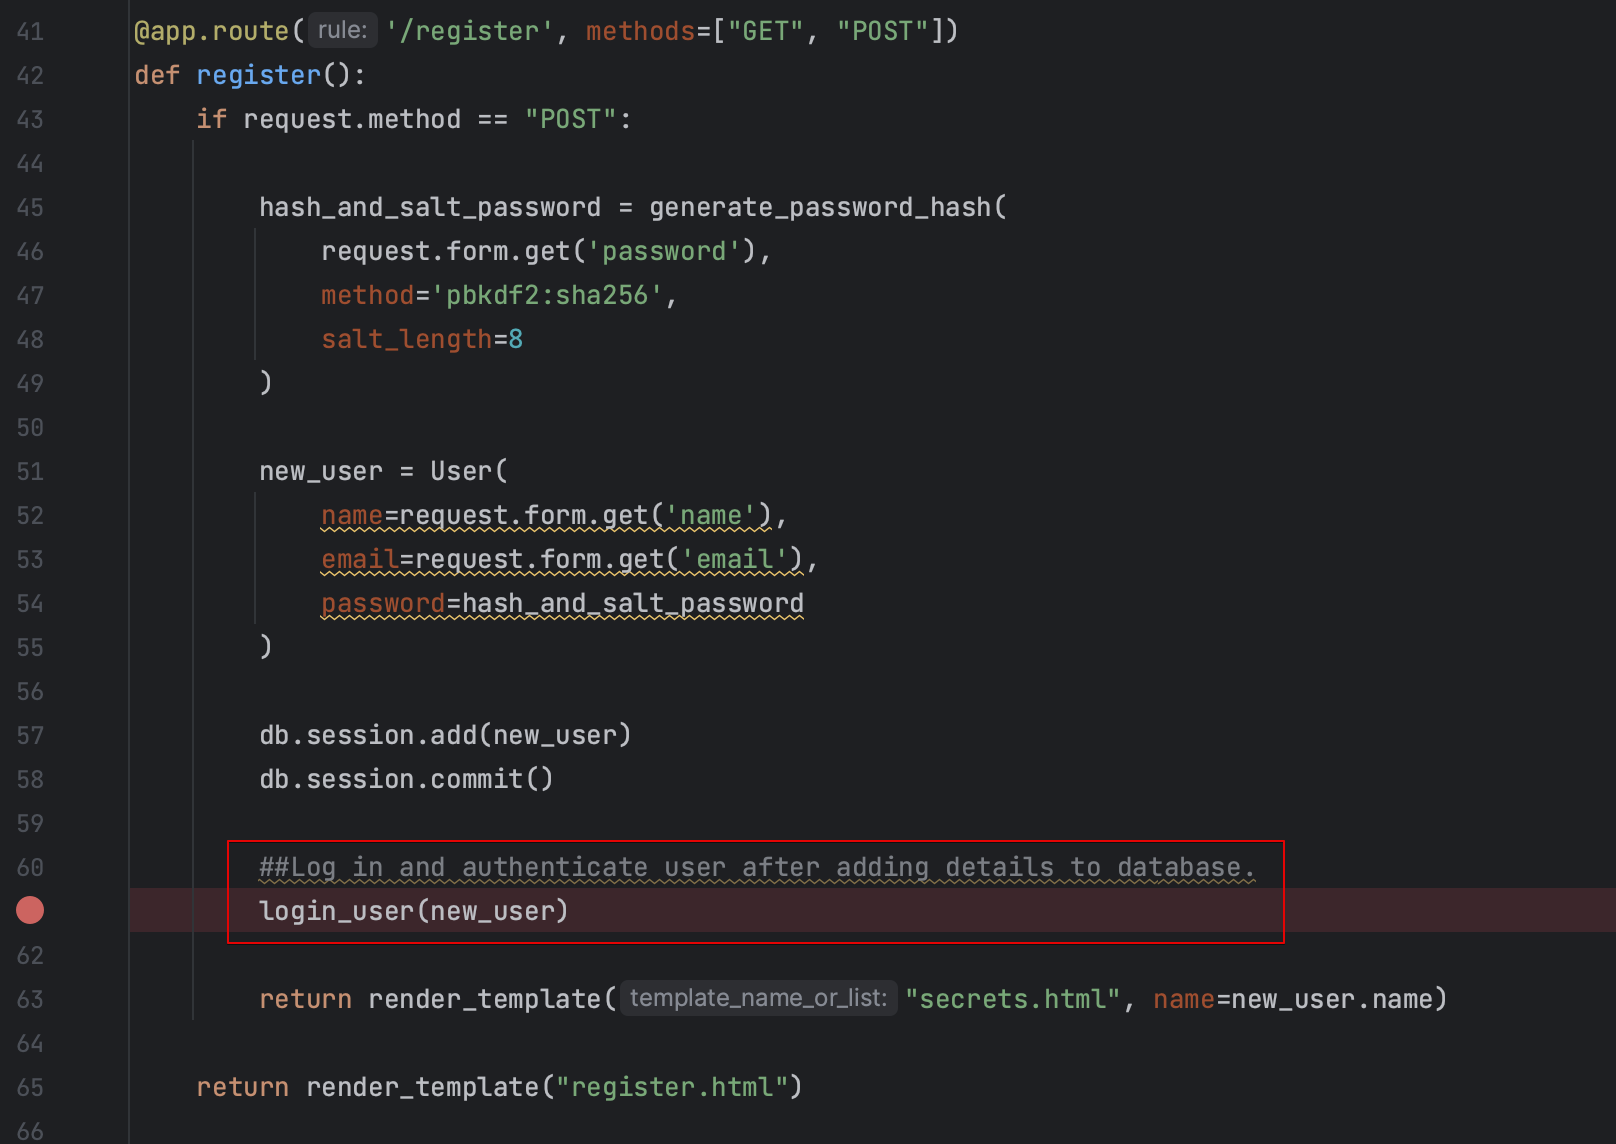 41 @app.route( rule: '/register', methods=["GET", "POST"])
42 def register():
43     if request.method == "POST":
44
45         hash_and_salt_password = generate_password_hash(
46             request.form.get('password'),
47             method='pbkdf2:sha256',
48             salt_length=8
49         )
50
51         new_user = User(
52             name=request.form.get('name'),
53             email=request.form.get('email'),
54             password=hash_and_salt_password
55         )
56
57         db.session.add(new_user)
58         db.session.commit()
59
60         ##Log in and authenticate user after adding details to database.
        login_user(new_user)
62
63         return render_template( template_name_or_list: "secrets.html", name=new_user.name)
64
65     return render_template("register.html")
66